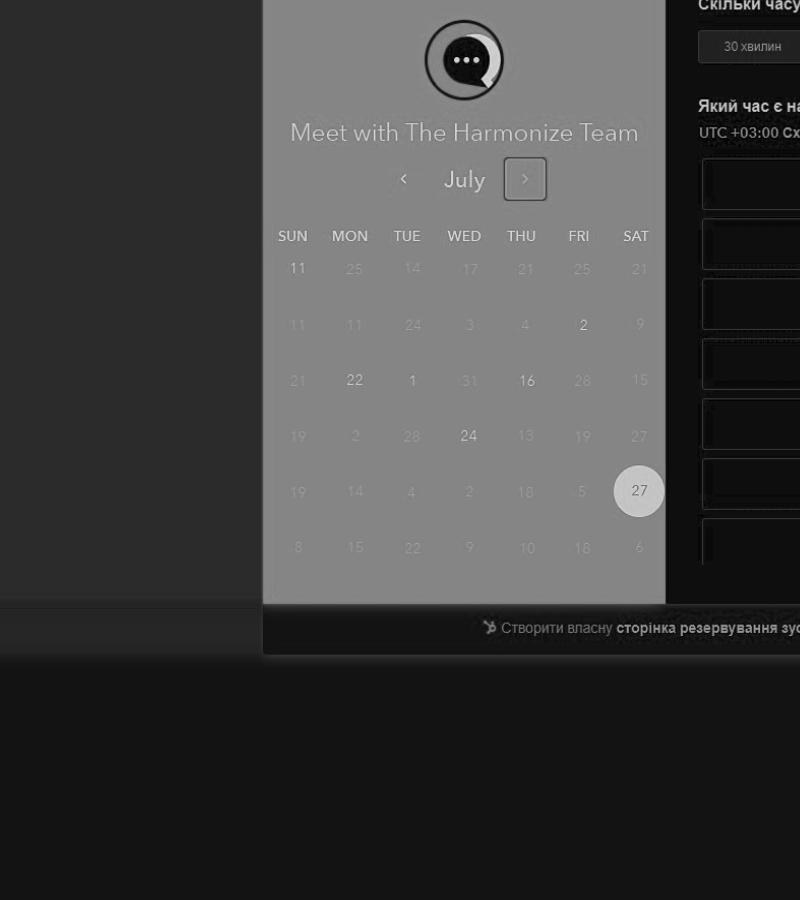 Скільки часу
30 хвилин
Meet with The Harmonize Team
Який час є на
UTC +03:00 Сх
July
SUN MON TUE WED THU FRI SAT
11 25 14 17 21 25 21
11 11 24 3 4 2 9
21 22 1 31 16 28 15
19 2 28 24 13 19 27
19 14 4 2 18 5 27
8 15 22 9 10 18 6
Створити власну сторінка резервування зус